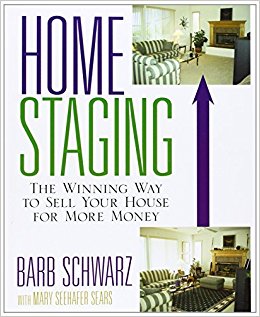 HOME
STAGING
THE WINNING WAY
TO SELL YOUR HOUSE
FOR MORE MONEY
BARB SCHWARZ
WITH MARY SEEHAFER SEARS